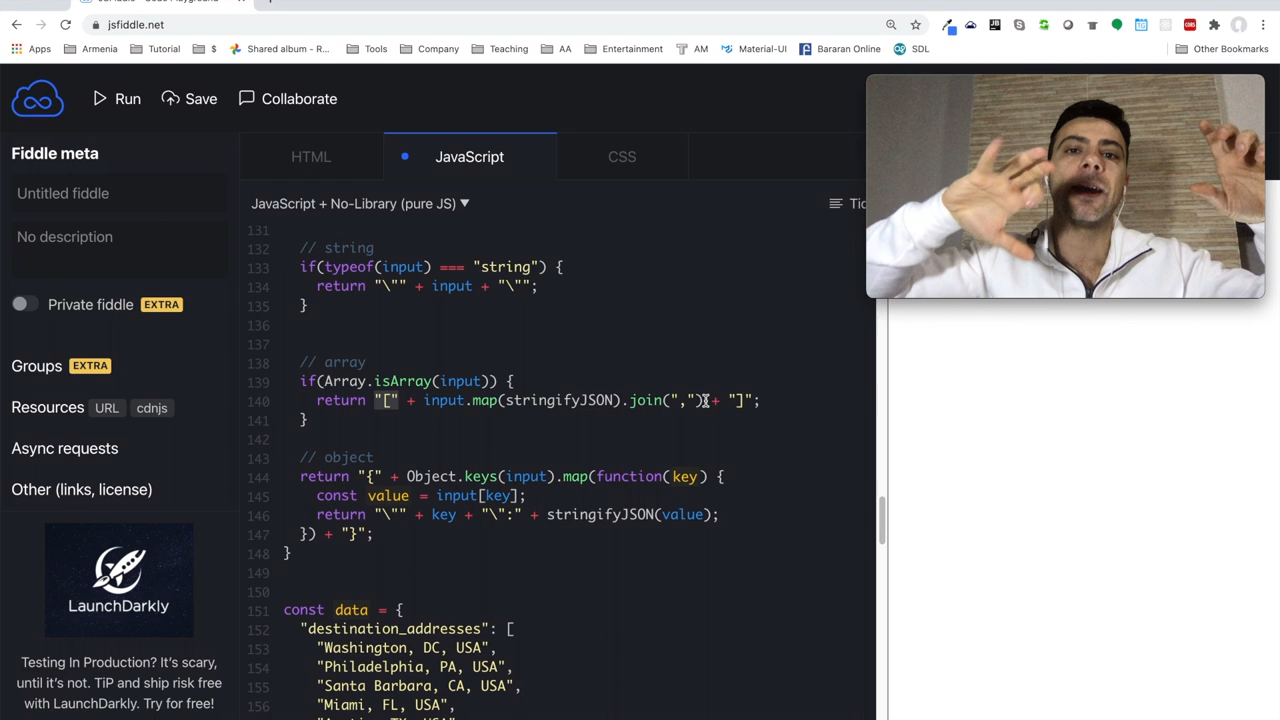 jsfiddle.net
Apps Armenia Tutorial $ Shared album - R... Tools Company Teaching AA Entertainment AM Material-UI Bararan Online SDL Other Bookmarks
Run Save Collaborate
Fiddle meta
Untitled fiddle
No description
Private fiddle EXTRA
Groups EXTRA
Resources URL cdnjs
Async requests
Other (links, license)
LaunchDarkly
Testing In Production? It's scary,
until it's not. TiP and ship risk free
with LaunchDarkly. Try for free!
HTML JavaScript CSS
JavaScript + No-Library (pure JS) ▼
131
132 // string
133 if(typeof(input) === "string") {
134 return "\"" + input + "\"";
135 }
136
137
138 // array
139 if(Array.isArray(input)) {
140 return "[" + input.map(stringifyJSON).join(",") + "]";
141 }
142
143 // object
144 return "{" + Object.keys(input).map(function(key) {
145 const value = input[key];
146 return "\"" + key + "\":" + stringifyJSON(value);
147 }) + "}";
148 }
149
150
151 const data = {
152 "destination_addresses": [
153 "Washington, DC, USA",
154 "Philadelphia, PA, USA",
155 "Santa Barbara, CA, USA",
156 "Miami, FL, USA",